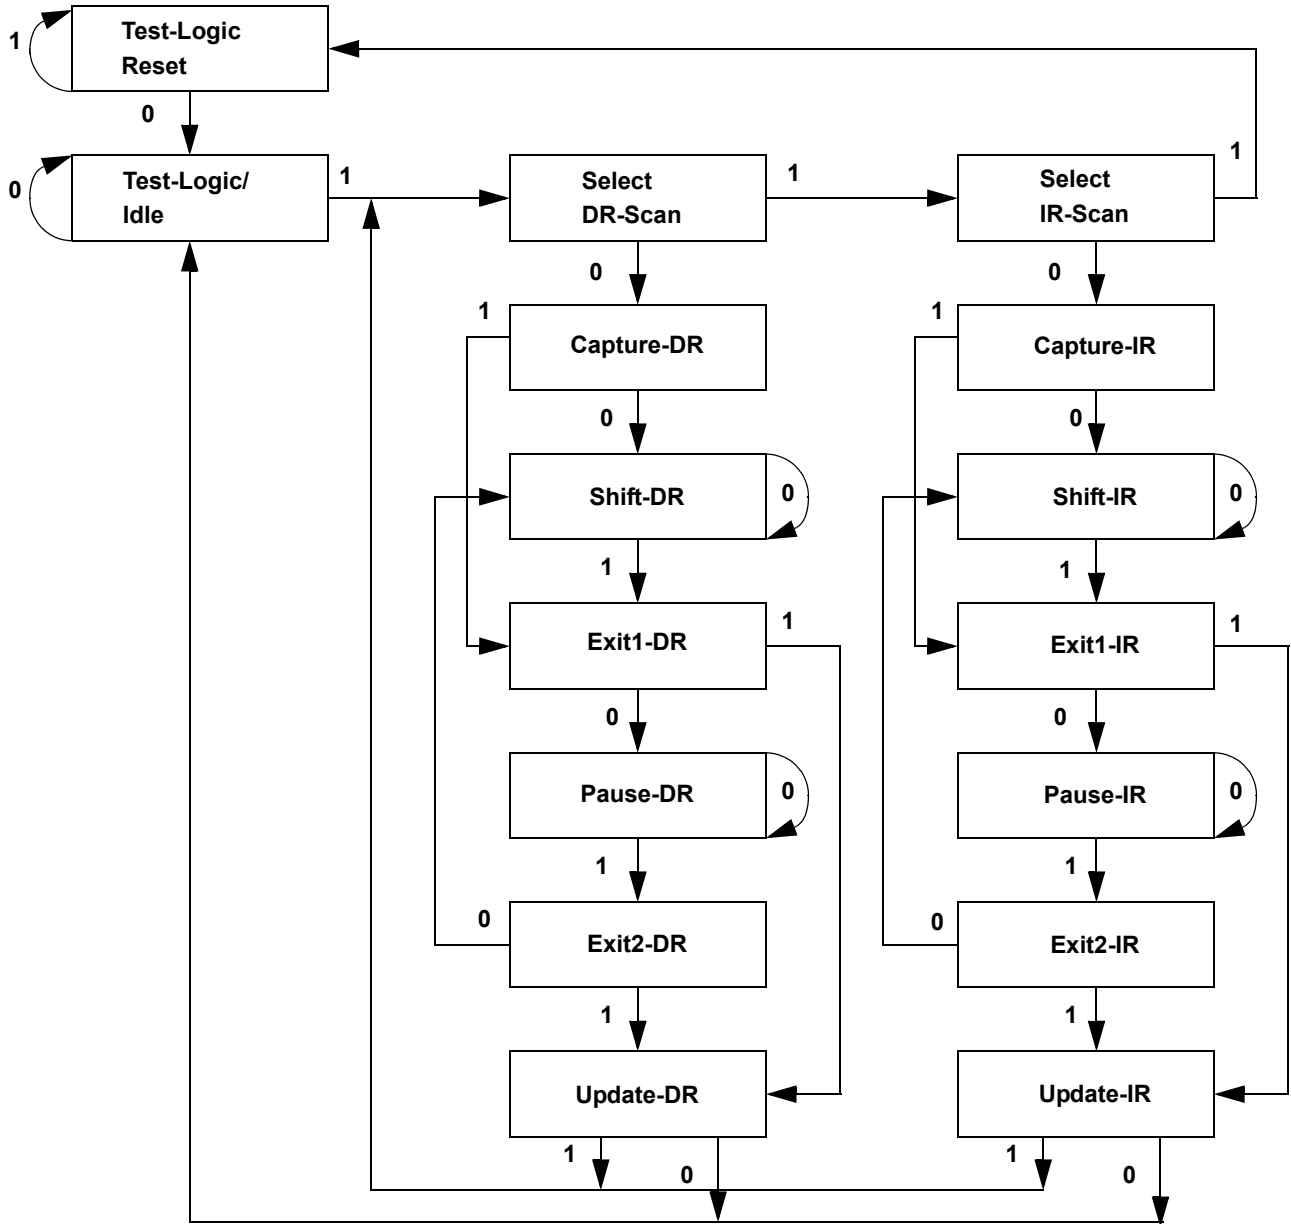 Test-Logic
Reset
1
0
Test-Logic/
Idle
0
1
Select
DR-Scan
1
Select
IR-Scan
1
0
0
1
Capture-DR
1
Capture-IR
0
0
Shift-DR
0
Shift-IR
0
1
1
Exit1-DR
1
Exit1-IR
1
0
0
Pause-DR
0
Pause-IR
0
1
1
0
Exit2-DR
0
Exit2-IR
1
1
Update-DR
Update-IR
1
0
1
0